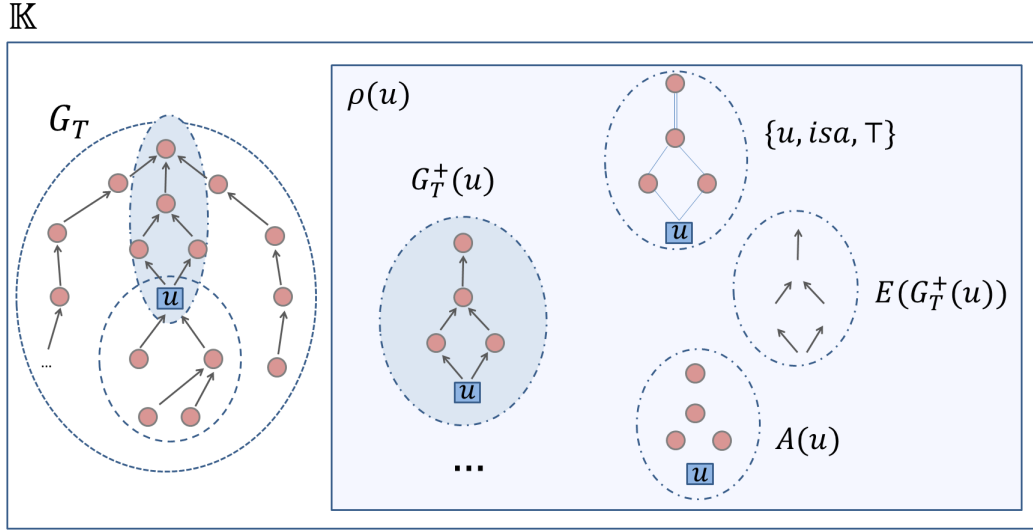 𝕂
G_T
u
...
ρ(u)
G_T^+(u)
u
...
{u, isa, ⊤}
u
E(G_T^+(u))
A(u)
u